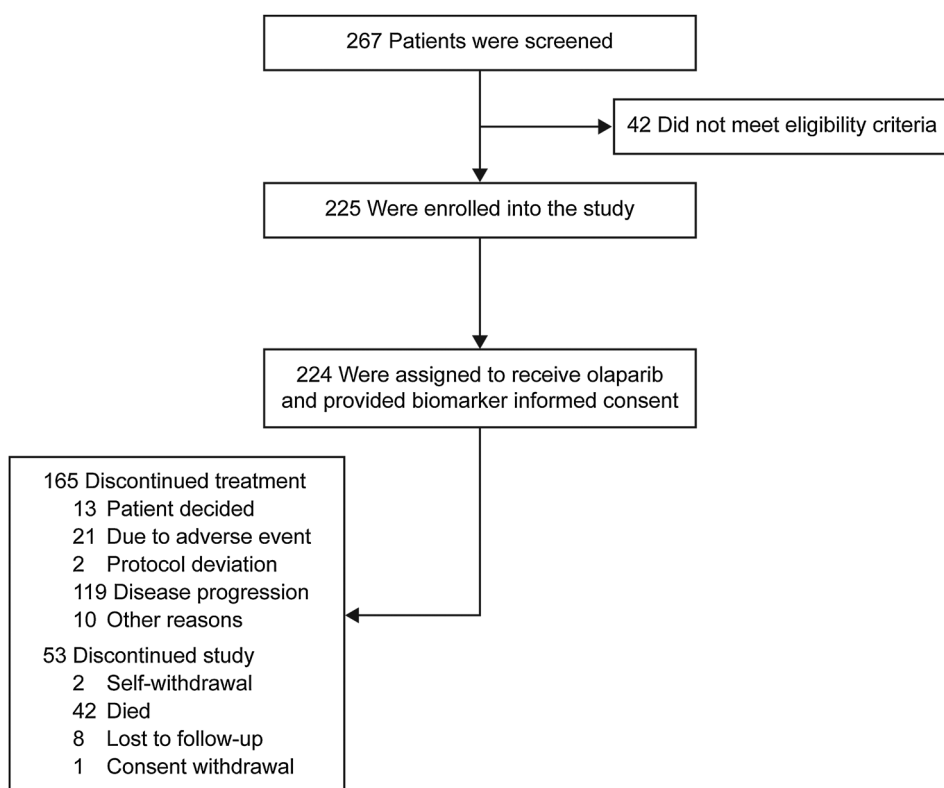 267 Patients were screened
42 Did not meet eligibility criteria
225 Were enrolled into the study
224 Were assigned to receive olaparib
and provided biomarker informed consent
165 Discontinued treatment
13 Patient decided
21 Due to adverse event
2 Protocol deviation
119 Disease progression
10 Other reasons
53 Discontinued study
2 Self-withdrawal
42 Died
8 Lost to follow-up
1 Consent withdrawal